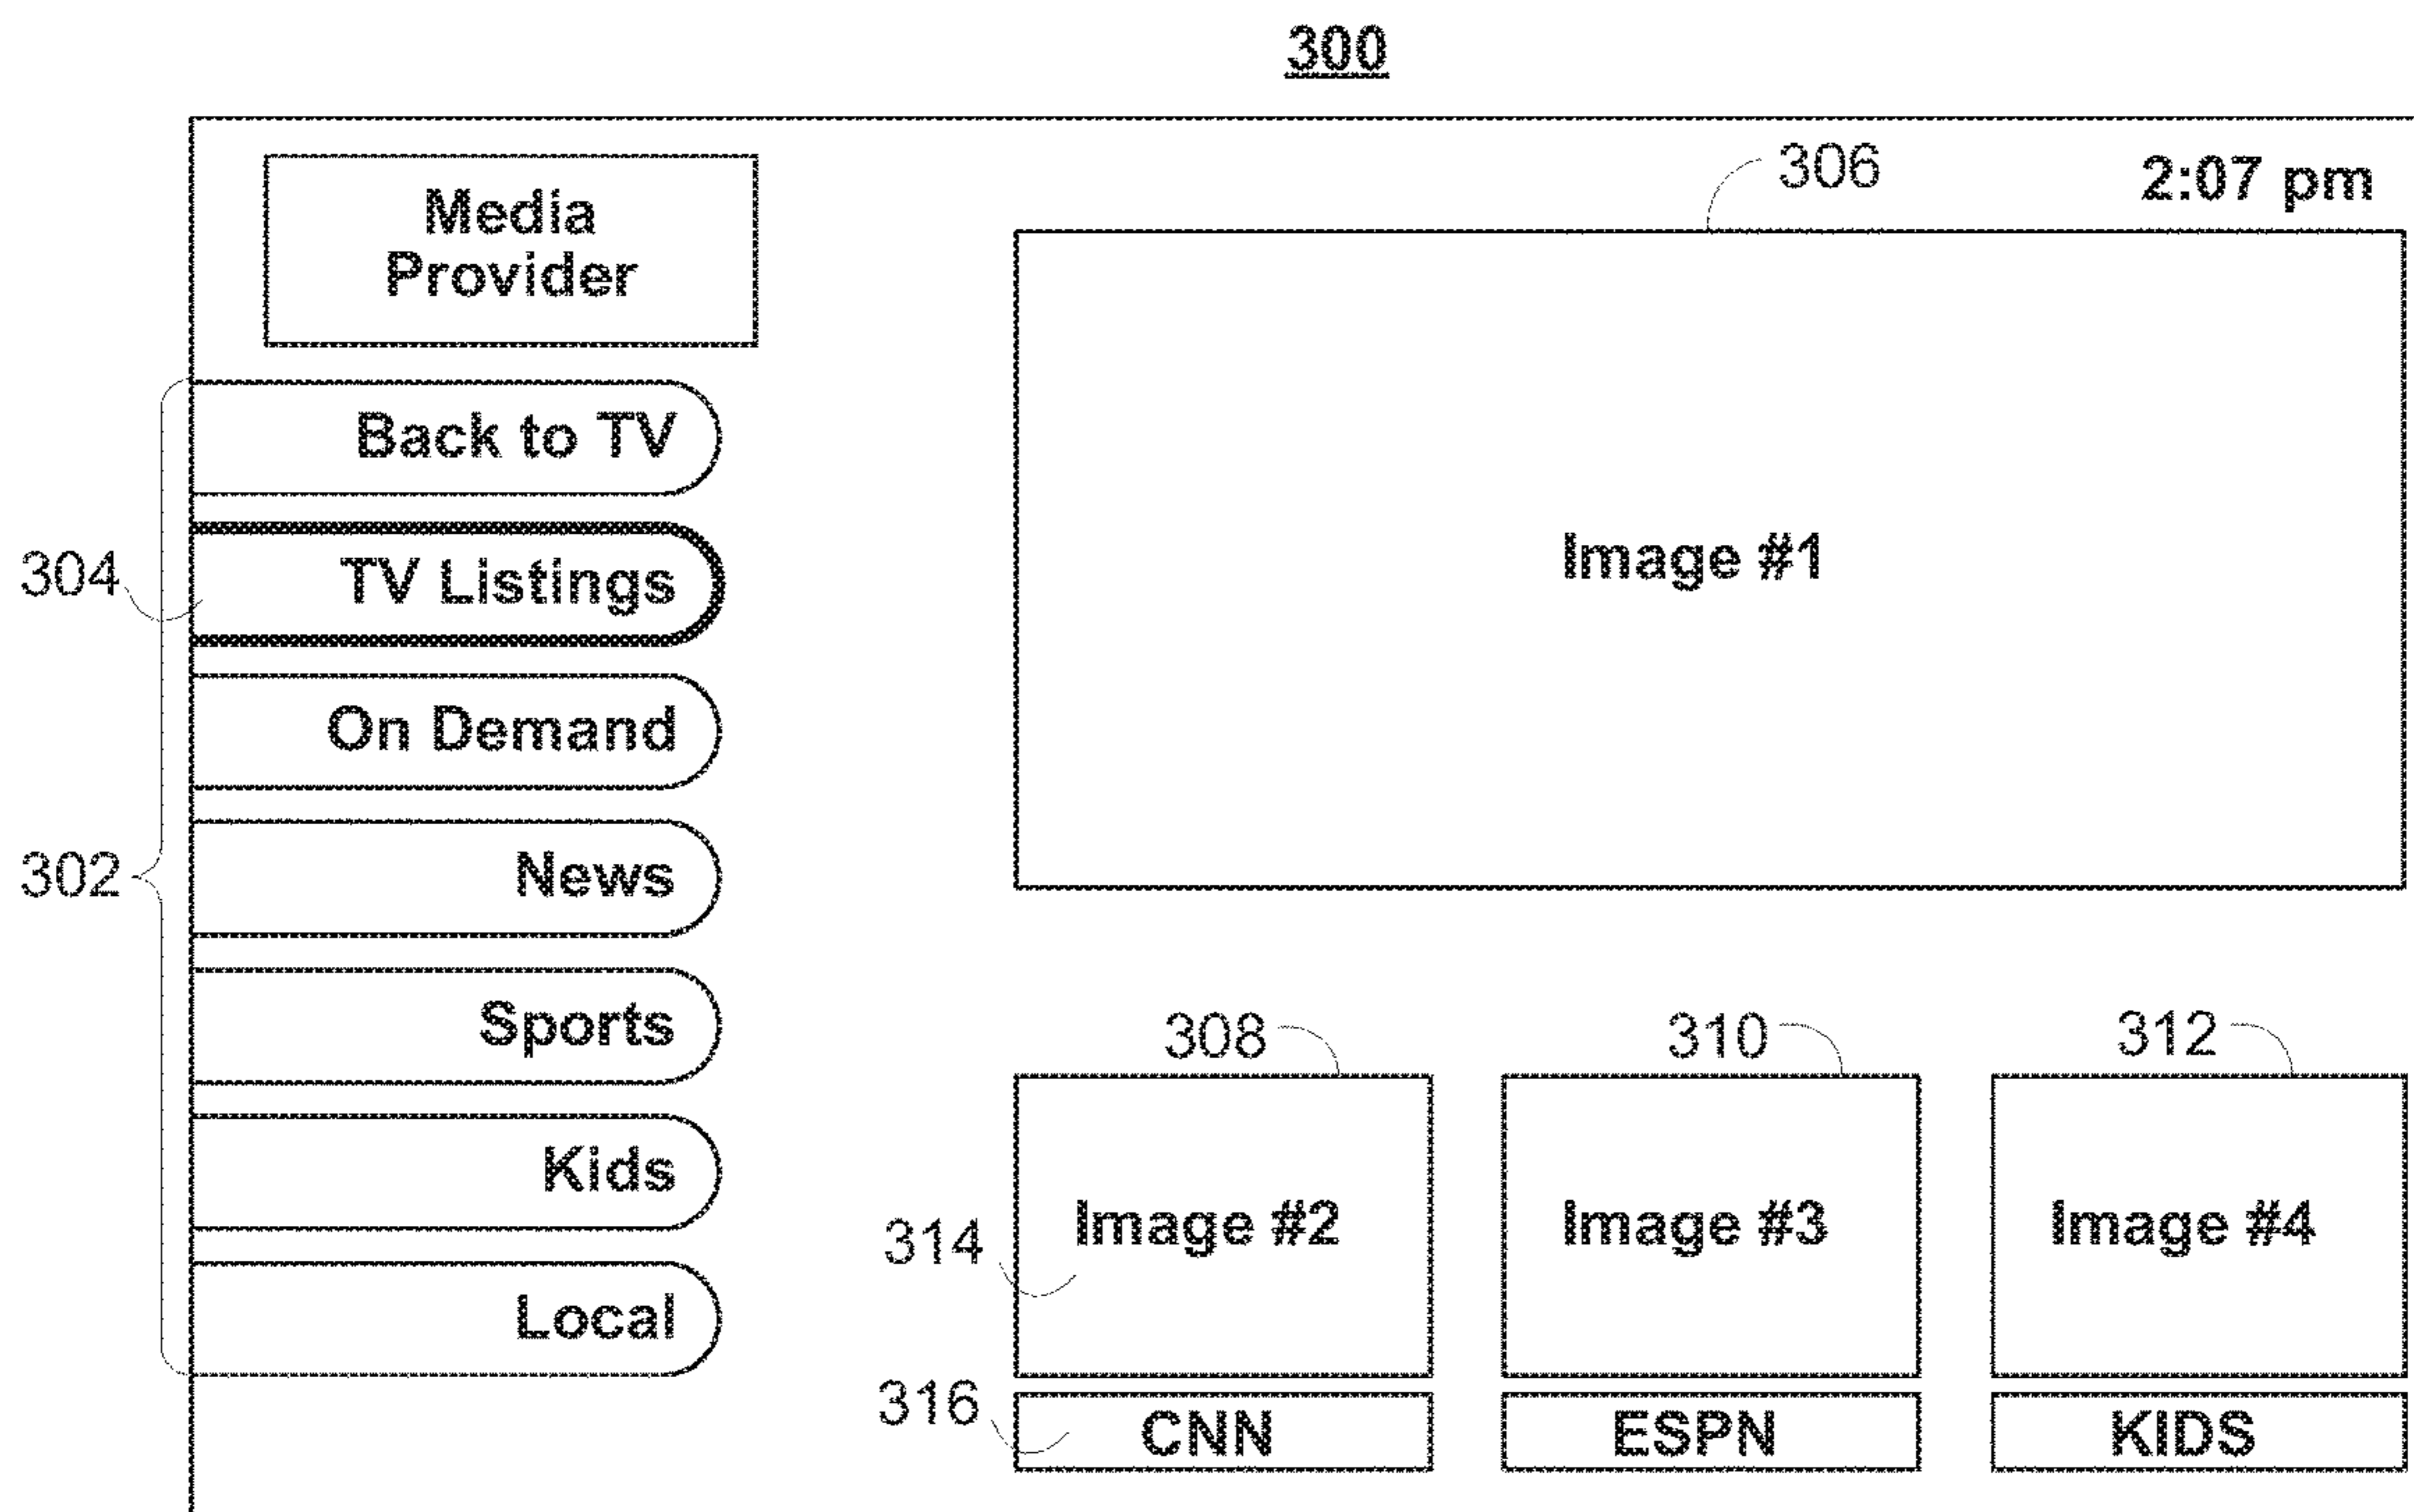 300
306
2:07 pm
Media
Provider
Back to TV
304
TV Listings
Image #1
On Demand
302
News
Sports
308
310
312
Kids
314
Image #2
Image #3
Image #4
Local
316
CNN
ESPN
KIDS